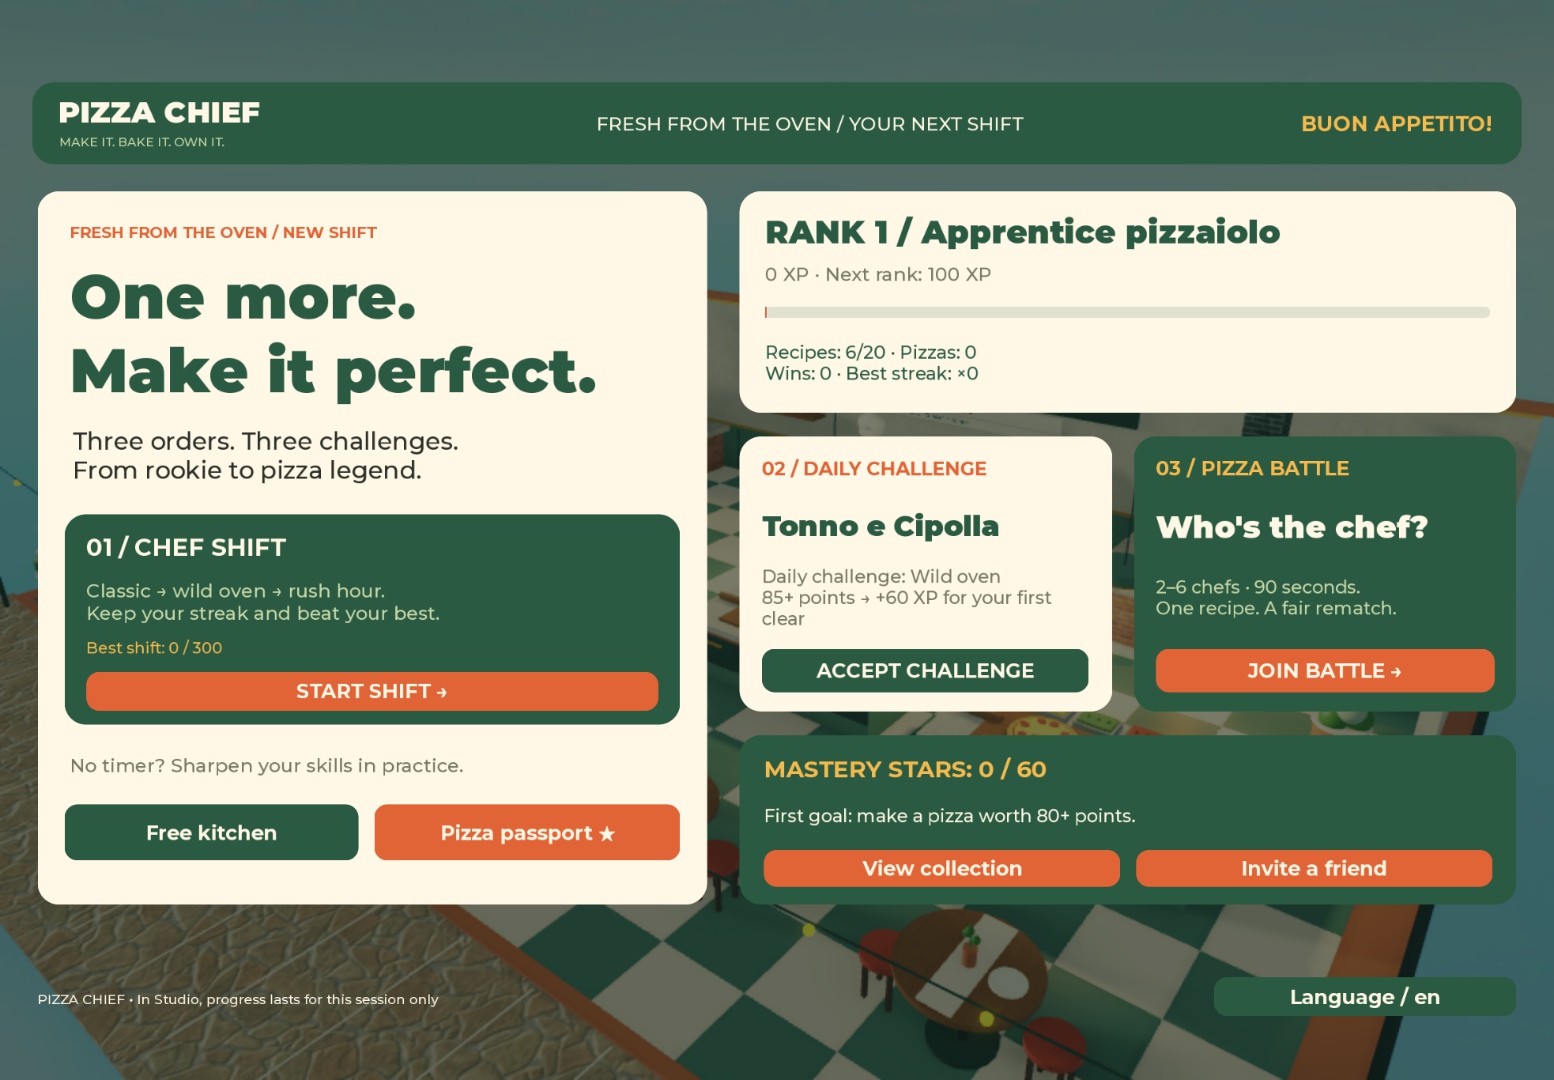 PIZZA CHIEF
MAKE IT. BAKE IT. OWN IT.
FRESH FROM THE OVEN / YOUR NEXT SHIFT
BUON APPETITO!
FRESH FROM THE OVEN / NEW SHIFT
One more.
Make it perfect.
Three orders. Three challenges.
From rookie to pizza legend.
01 / CHEF SHIFT
Classic → wild oven → rush hour.
Keep your streak and beat your best.
Best shift: 0 / 300
START SHIFT →
No timer? Sharpen your skills in practice.
Free kitchen
Pizza passport ★
RANK 1 / Apprentice pizzaiolo
0 XP · Next rank: 100 XP
Recipes: 6/20 · Pizzas: 0
Wins: 0 · Best streak: ×0
02 / DAILY CHALLENGE
Tonno e Cipolla
Daily challenge: Wild oven
85+ points → +60 XP for your first
clear
ACCEPT CHALLENGE
03 / PIZZA BATTLE
Who's the chef?
2–6 chefs · 90 seconds.
One recipe. A fair rematch.
JOIN BATTLE →
MASTERY STARS: 0 / 60
First goal: make a pizza worth 80+ points.
View collection
Invite a friend
PIZZA CHIEF • In Studio, progress lasts for this session only
Language / en